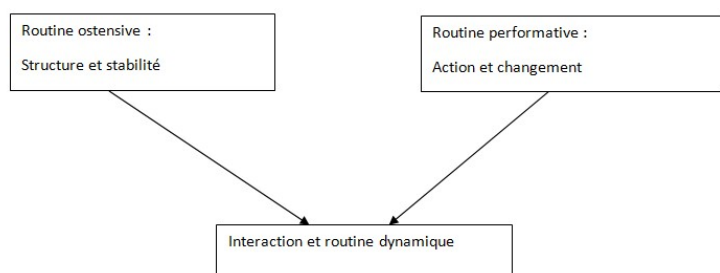 Routine ostensive :
Structure et stabilité
Routine performative :
Action et changement
Interaction et routine dynamique